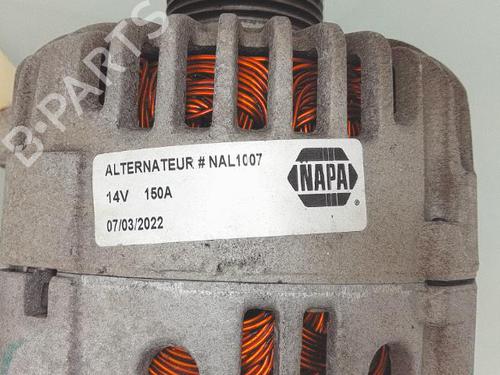 B-PARTS
ALTERNATEUR # NAL1007
14V 150A
07/03/2022
NAPA
®